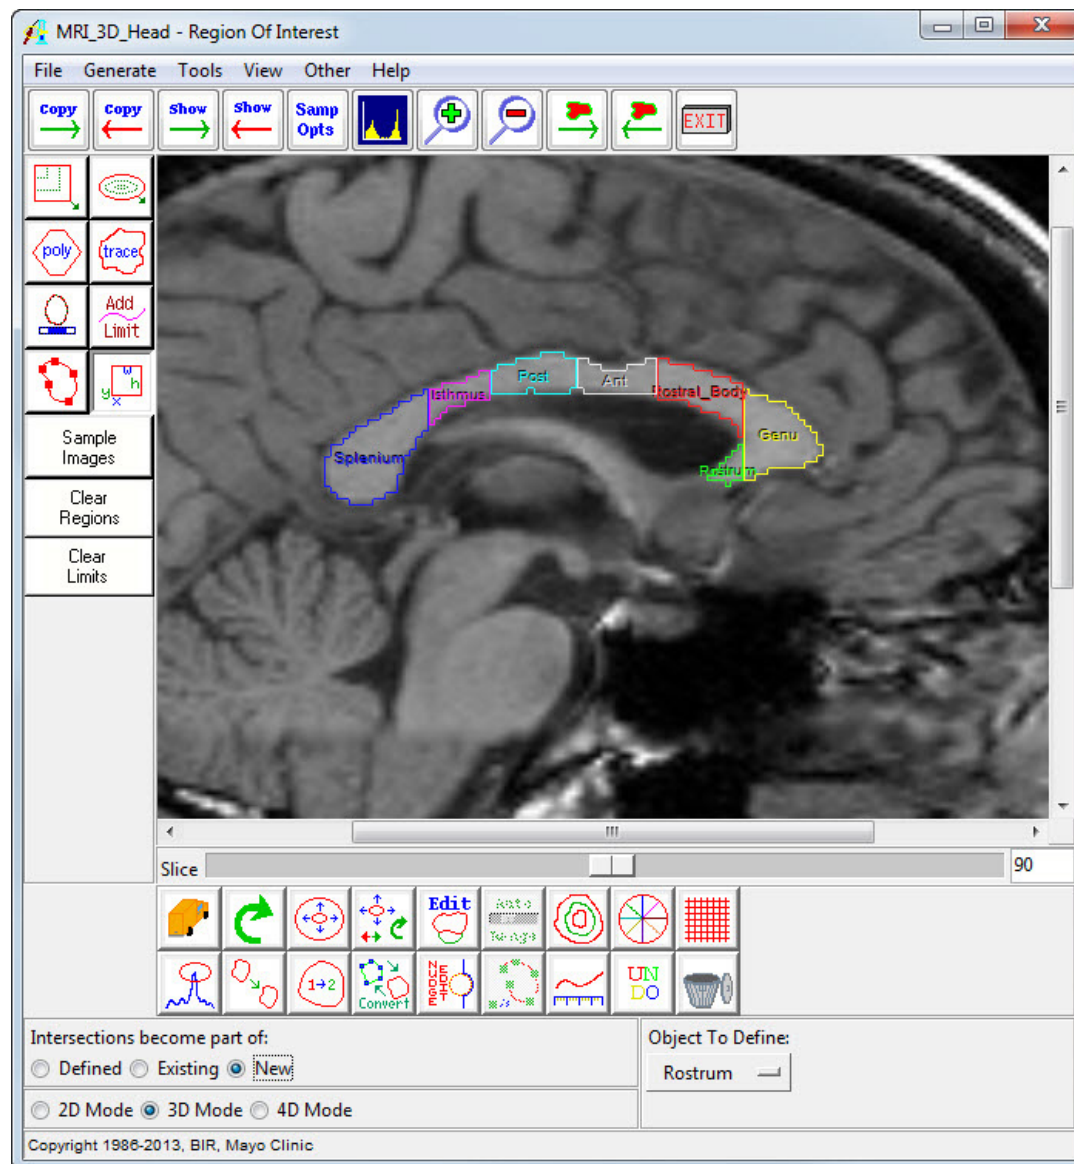 MRI_3D_Head - Region Of Interest
File Generate Tools View Other Help
Copy Copy Show Show Samp Opts EXIT
poly trace
Add
Limit
w
y h
x
Sample
Images
Clear
Regions
Clear
Limits
Post Ant
Isthmus Rostral_Body
Genu
Splenium Rostrum
Slice 90
Edit Auto
1→2 Convert NUDGE EDIT UNDO
Intersections become part of: Object To Define:
Defined Existing New Rostrum
2D Mode 3D Mode 4D Mode
Copyright 1986-2013, BIR, Mayo Clinic